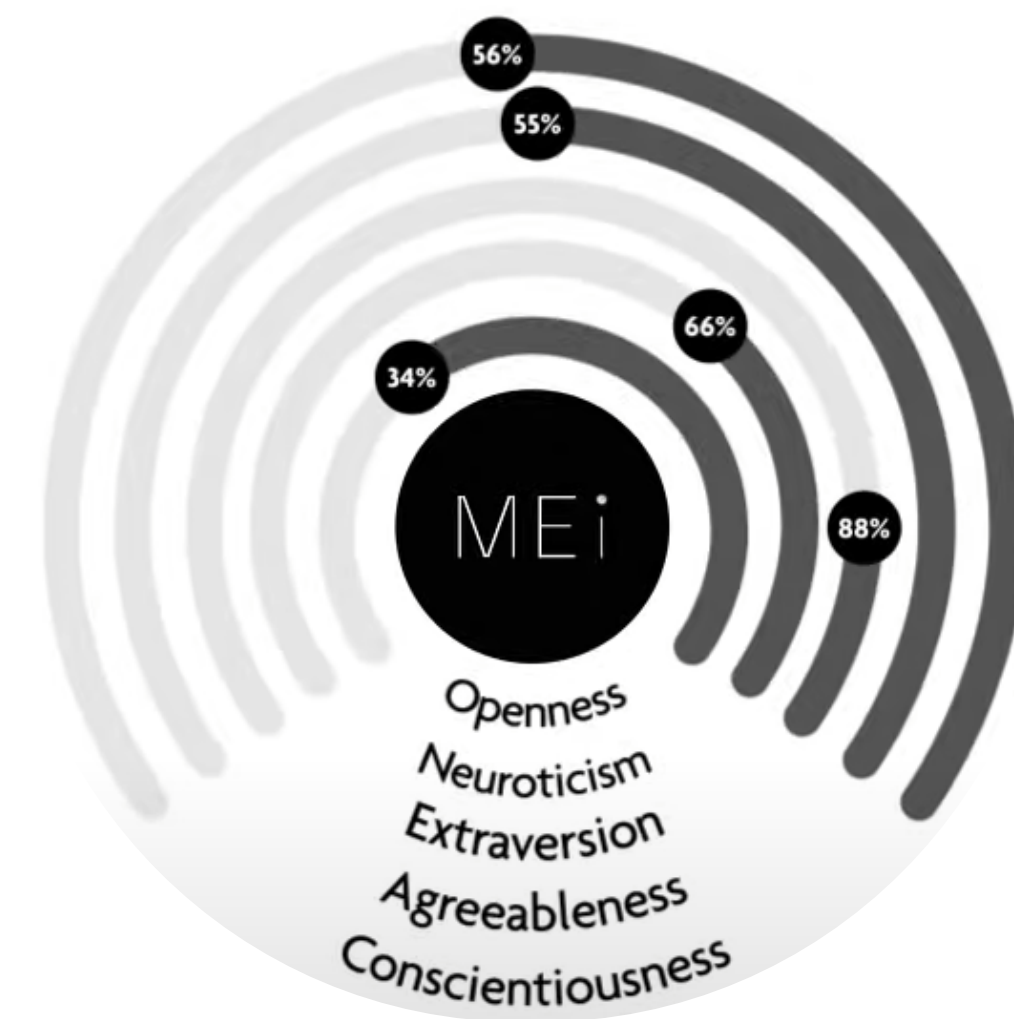 56%
55%
66%
34%
88%
MEi
Openness
Neuroticism
Extraversion
Agreeableness
Conscientiousness